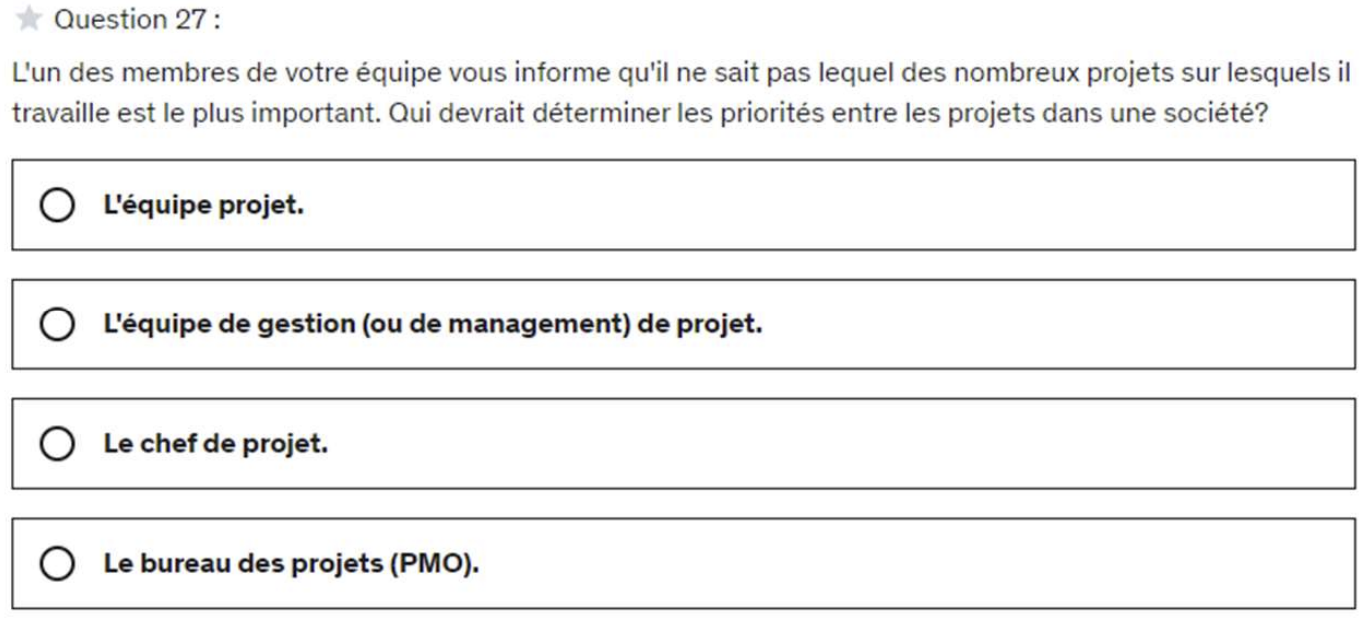 Question 27 :
L'un des membres de votre équipe vous informe qu'il ne sait pas lequel des nombreux projets sur lesquels il
travaille est le plus important. Qui devrait déterminer les priorités entre les projets dans une société?
L'équipe projet.
L'équipe de gestion (ou de management) de projet.
Le chef de projet.
Le bureau des projets (PMO).